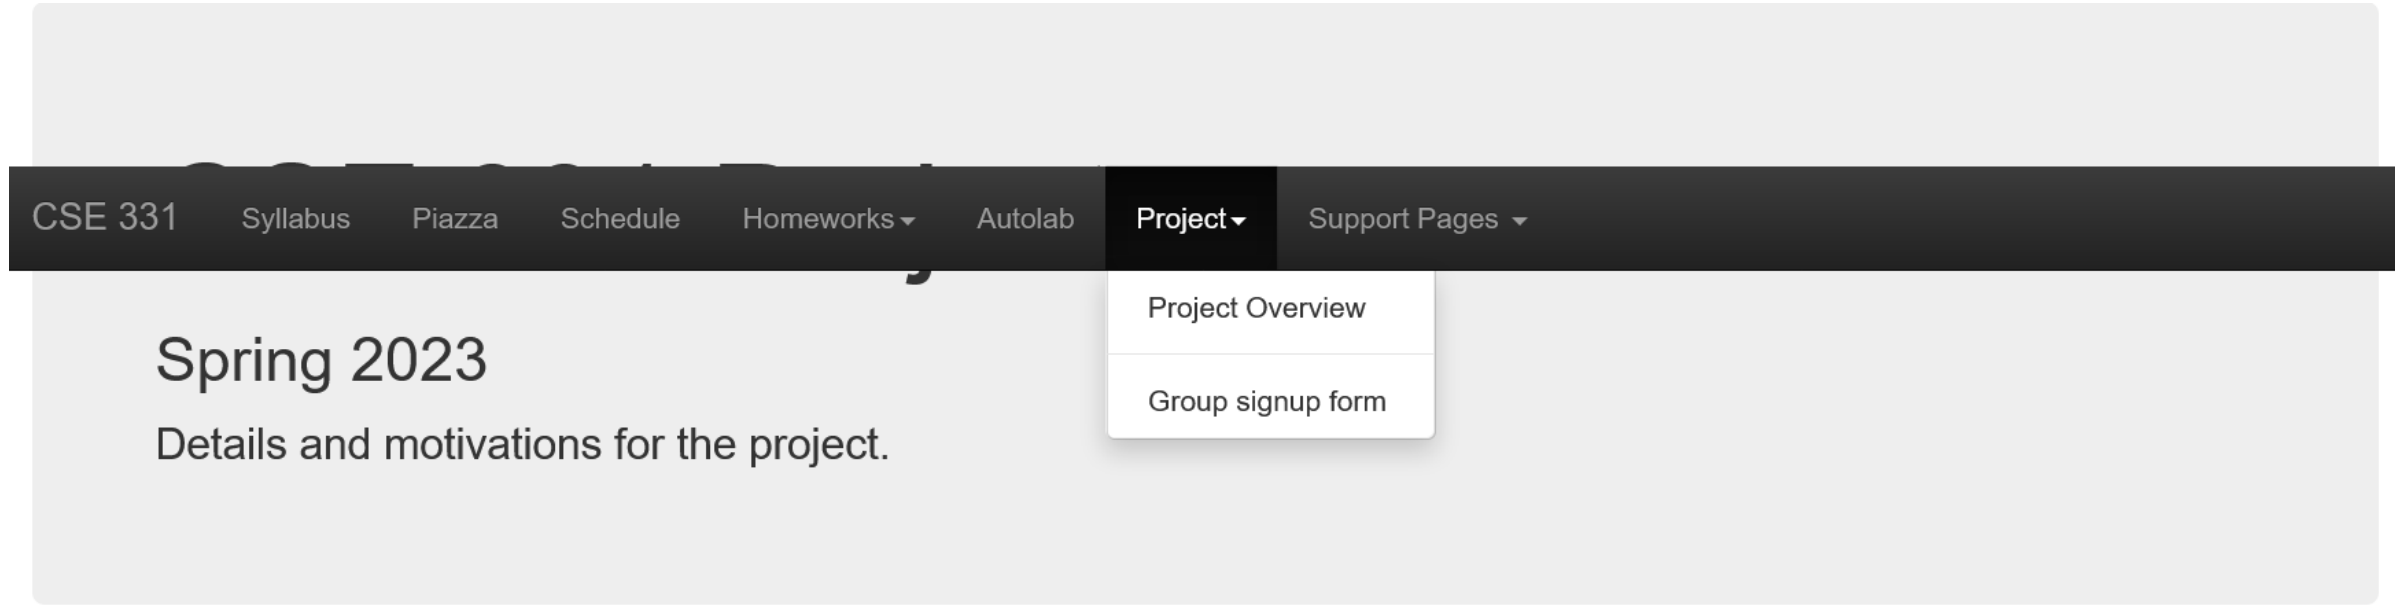 CSE 331 Syllabus Piazza Schedule Homeworks Autolab Project Support Pages
Project Overview
Group signup form
Spring 2023
Details and motivations for the project.